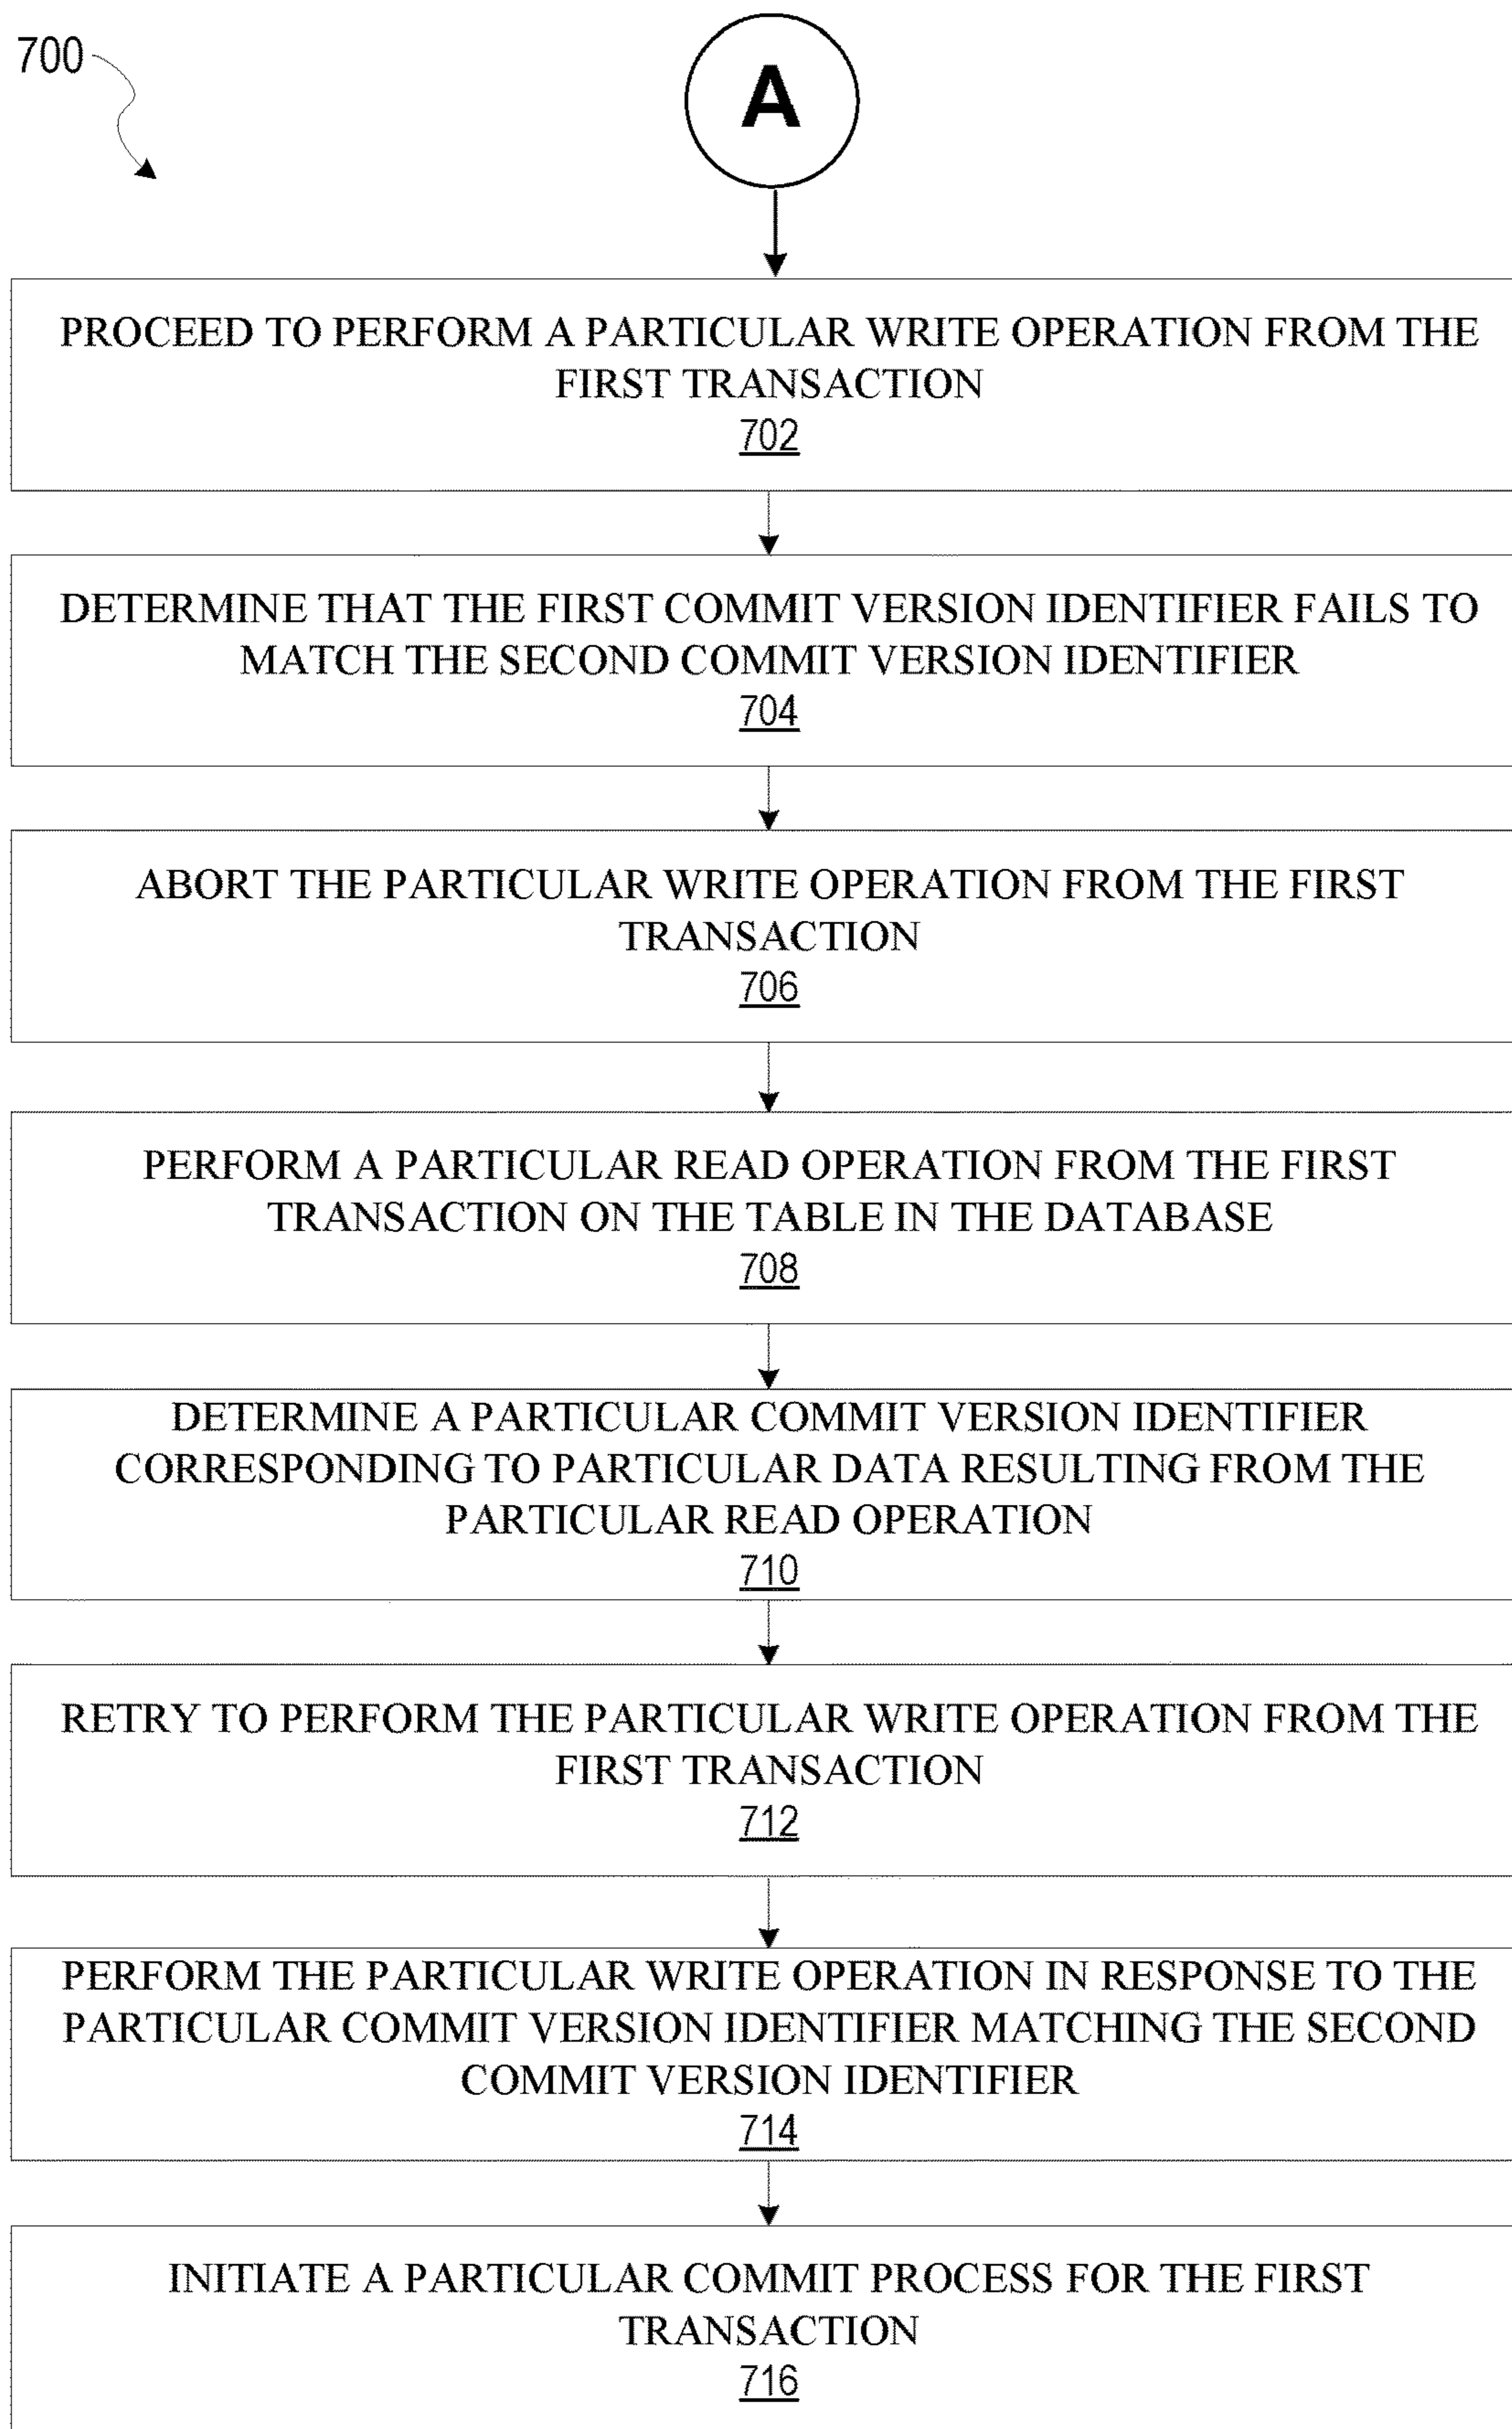 700
A
PROCEED TO PERFORM A PARTICULAR WRITE OPERATION FROM THE
FIRST TRANSACTION
702
DETERMINE THAT THE FIRST COMMIT VERSION IDENTIFIER FAILS TO
MATCH THE SECOND COMMIT VERSION IDENTIFIER
704
ABORT THE PARTICULAR WRITE OPERATION FROM THE FIRST
TRANSACTION
706
PERFORM A PARTICULAR READ OPERATION FROM THE FIRST
TRANSACTION ON THE TABLE IN THE DATABASE
708
DETERMINE A PARTICULAR COMMIT VERSION IDENTIFIER
CORRESPONDING TO PARTICULAR DATA RESULTING FROM THE
PARTICULAR READ OPERATION
710
RETRY TO PERFORM THE PARTICULAR WRITE OPERATION FROM THE
FIRST TRANSACTION
712
PERFORM THE PARTICULAR WRITE OPERATION IN RESPONSE TO THE
PARTICULAR COMMIT VERSION IDENTIFIER MATCHING THE SECOND
COMMIT VERSION IDENTIFIER
714
INITIATE A PARTICULAR COMMIT PROCESS FOR THE FIRST
TRANSACTION
716